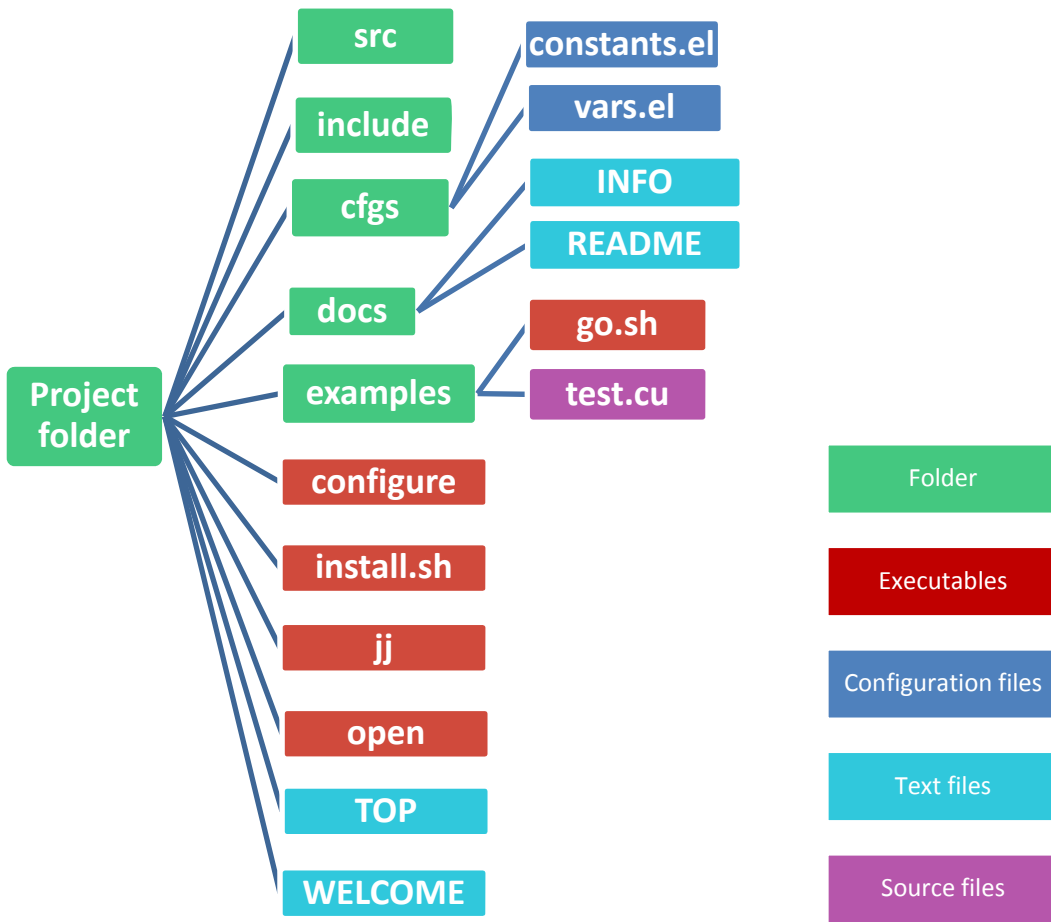 src
include
cfgs
docs
Project
folder
examples
configure
install.sh
jj
open
TOP
WELCOME
constants.el
vars.el
INFO
README
go.sh
test.cu
Folder
Executables
Configuration files
Text files
Source files